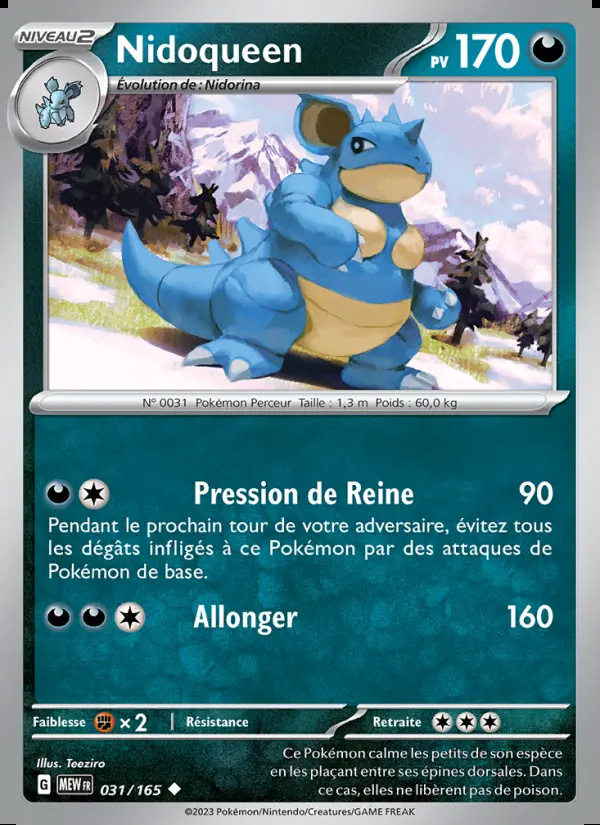 NIVEAU2 Nidoqueen PV 170
Évolution de : Nidorina
N° 0031 Pokémon Perceur Taille : 1,3 m Poids : 60,0 kg
Pression de Reine 90
Pendant le prochain tour de votre adversaire, évitez tous
les dégâts infligés à ce Pokémon par des attaques de
Pokémon de base.
Allonger 160
Faiblesse ×2 Résistance Retraite
Illus. Teeziro
Ce Pokémon calme les petits de son espèce
en les plaçant entre ses épines dorsales. Dans
ce cas, elles ne libèrent pas de poison.
G MEW FR 031/165
©2023 Pokémon/Nintendo/Creatures/GAME FREAK